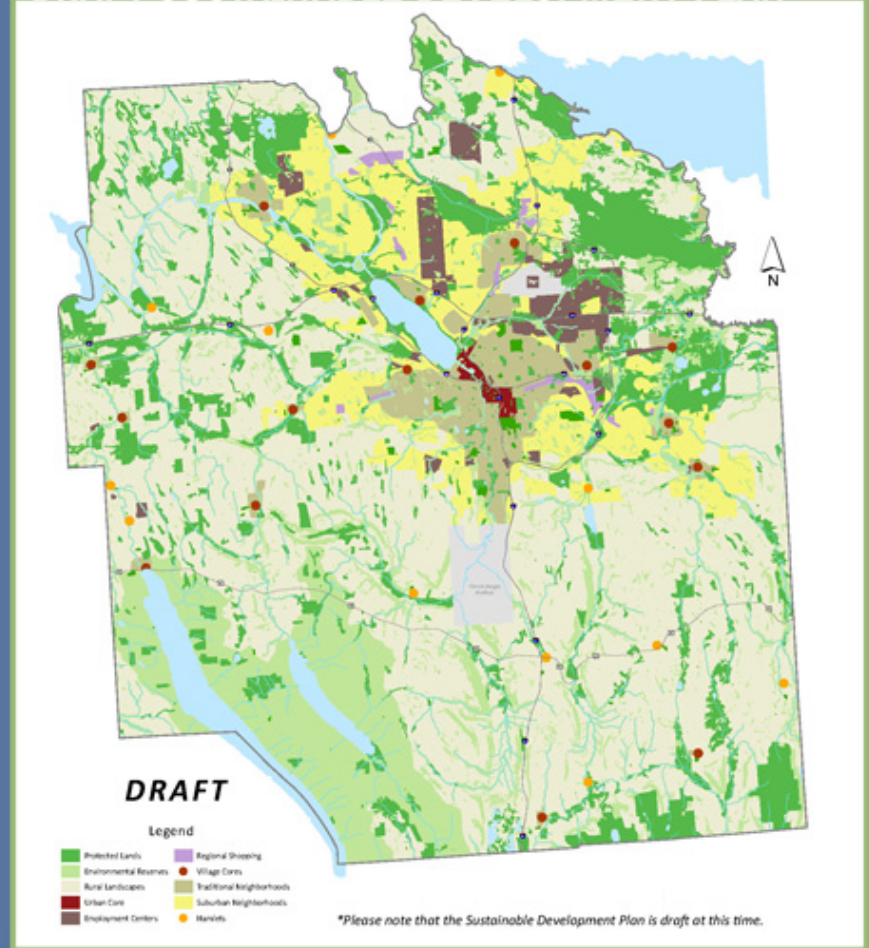 N
DRAFT
Legend
Protected Lands
Environmental Reserves
Rural Landscapes
Urban Core
Employment Centers
Regional Shopping
Village Cores
Traditional Neighborhoods
Suburban Neighborhoods
Hamlets
*Please note that the Sustainable Development Plan is draft at this time.